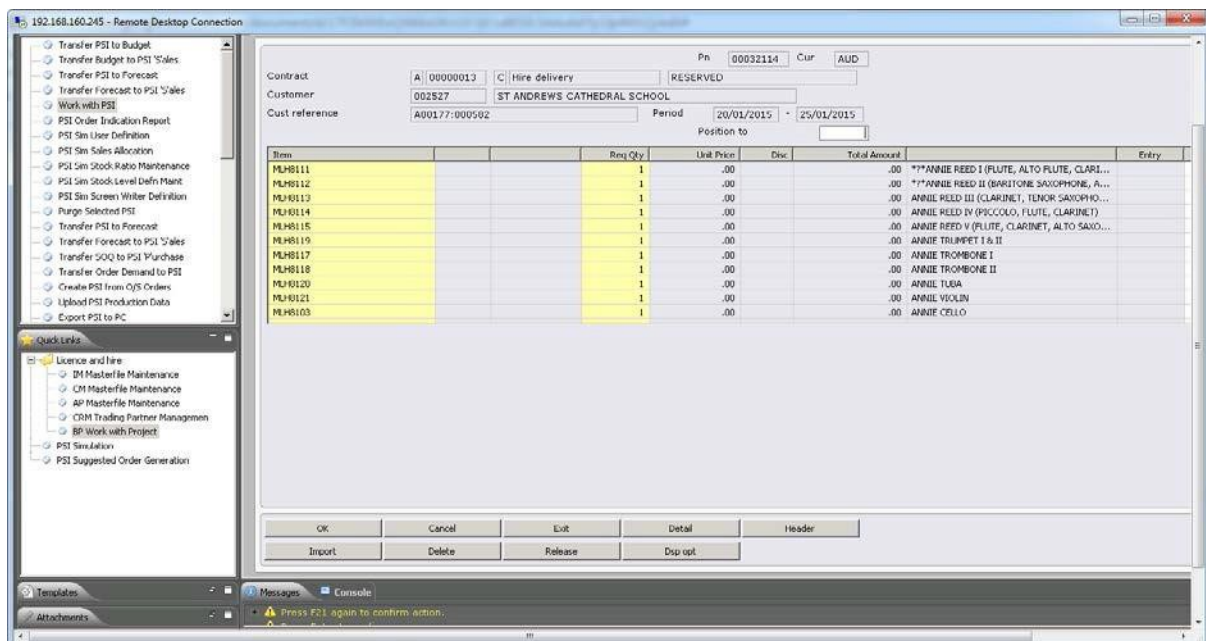 192.168.160.245 - Remote Desktop Connection
Transfer PSI to Budget
Transfer Budget to PSI 'Sales
Transfer PSI to Forecast
Transfer Forecast to PSI 'Sales
Work with PSI
PSI Order Indication Report
PSI Sim User Definition
PSI Sim Sales Allocation
PSI Sim Stock Ratio Maintenance
PSI Sim Stock Level Defn Maint
PSI Sim Screen Writer Definition
Purge Selected PSI
Transfer PSI to Forecast
Transfer Forecast to PSI 'Sales
Transfer SOQ to PSI 'Purchase
Transfer Order Demand to PSI
Create PSI from O/S Orders
Upload PSI Production Data
Export PSI to PC
Quick Links
Licence and hire
IM Masterfile Maintenance
CM Masterfile Maintenance
AP Masterfile Maintenance
CRM Trading Partner Managemen
BP Work with Project
PSI Simulation
PSI Suggested Order Generation
Templates
Attachments
Pn 00032114 Cur AUD
Contract A 00000013 C Hire delivery RESERVED
Customer 002527 ST ANDREWS CATHEDRAL SCHOOL
Cust reference A00177:000502 Period 20/01/2015 - 25/01/2015
Position to
Item Req Qty Unit Price Disc Total Amount Entry
MLH8111 1 .00 .00 *?*ANNIE REED I (FLUTE, ALTO FLUTE, CLARI...
MLH8112 1 .00 .00 *?*ANNIE REED II (BARITONE SAXOPHONE, A...
MLH8113 1 .00 .00 ANNIE REED III (CLARINET, TENOR SAXOPHO...
MLH8114 1 .00 .00 ANNIE REED IV (PICCOLO, FLUTE, CLARINET)
MLH8115 1 .00 .00 ANNIE REED V (FLUTE, CLARINET, ALTO SAXO...
MLH8119 1 .00 .00 ANNIE TRUMPET I & II
MLH8117 1 .00 .00 ANNIE TROMBONE I
MLH8118 1 .00 .00 ANNIE TROMBONE II
MLH8120 1 .00 .00 ANNIE TUBA
MLH8121 1 .00 .00 ANNIE VIOLIN
MLH8103 1 .00 .00 ANNIE CELLO
OK Cancel Exit Detail Header
Import Delete Release Dsp opt
Messages Console
Press F21 again to confirm action.